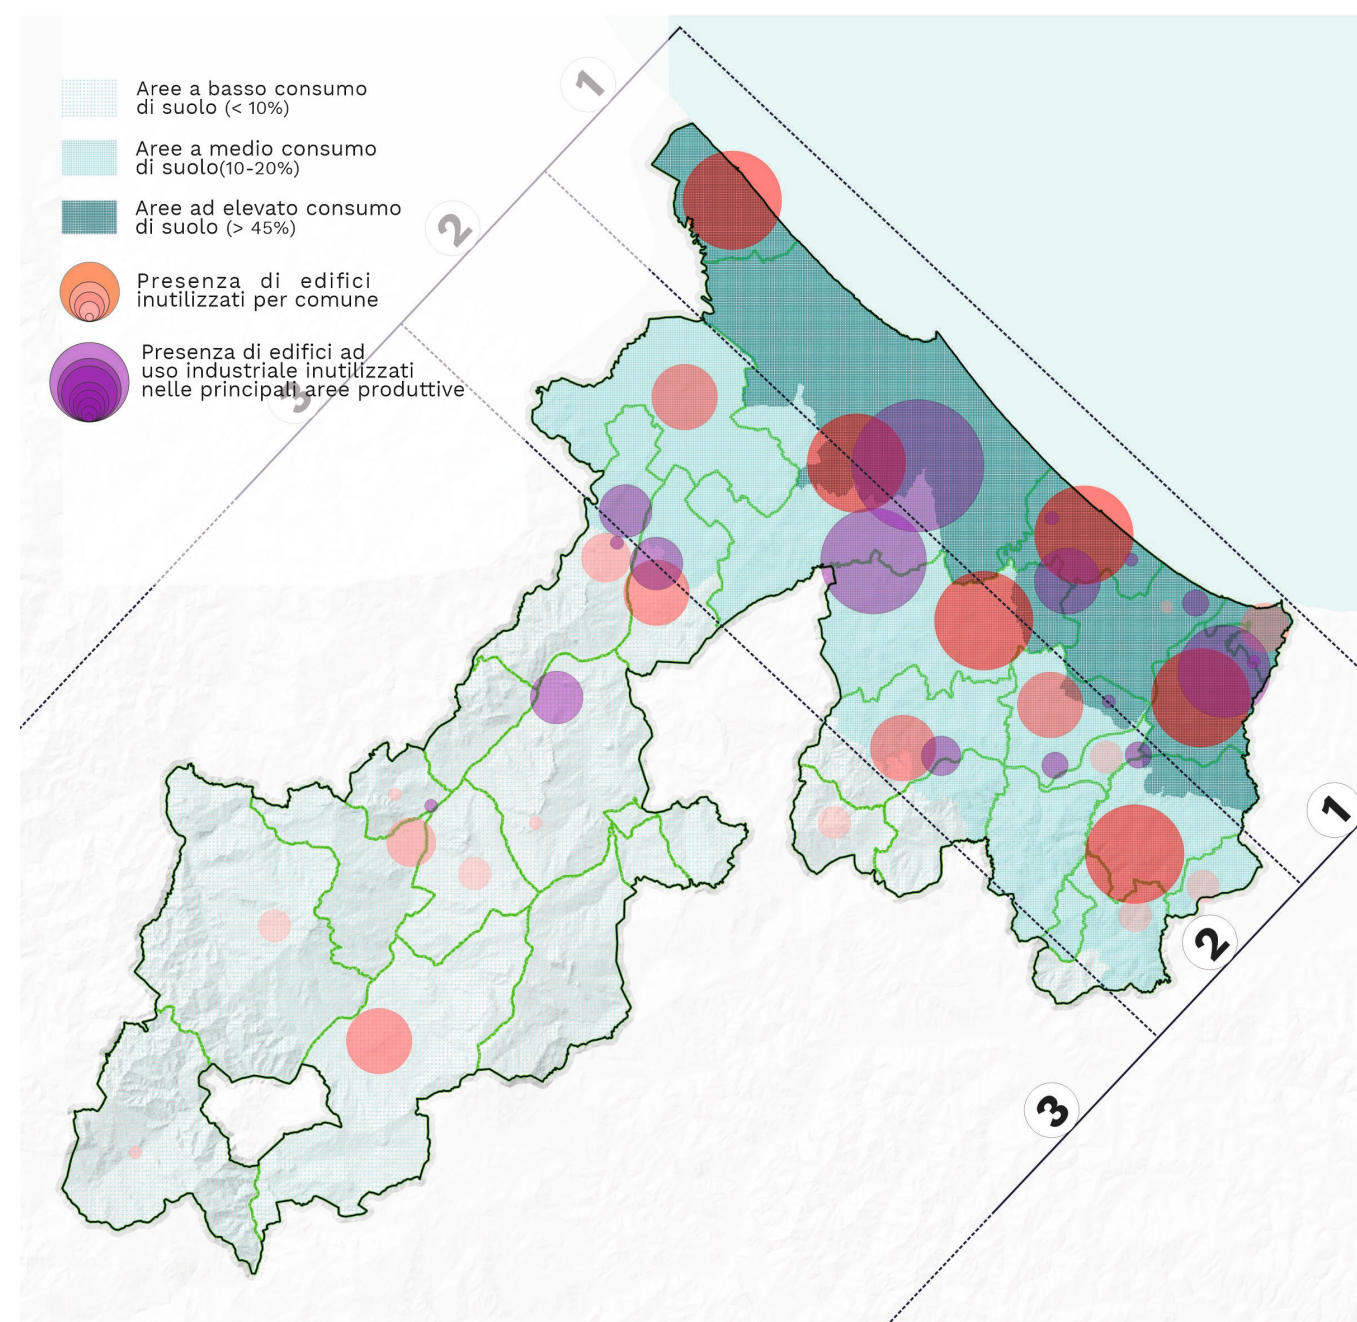 Aree a basso consumo
di suolo (< 10%)
Aree a medio consumo
di suolo(10-20%)
Aree ad elevato consumo
di suolo (> 45%)
Presenza di edifici
inutilizzati per comune
Presenza di edifici ad
uso industriale inutilizzati
nelle principali aree produttive
1
2
3
1
2
3